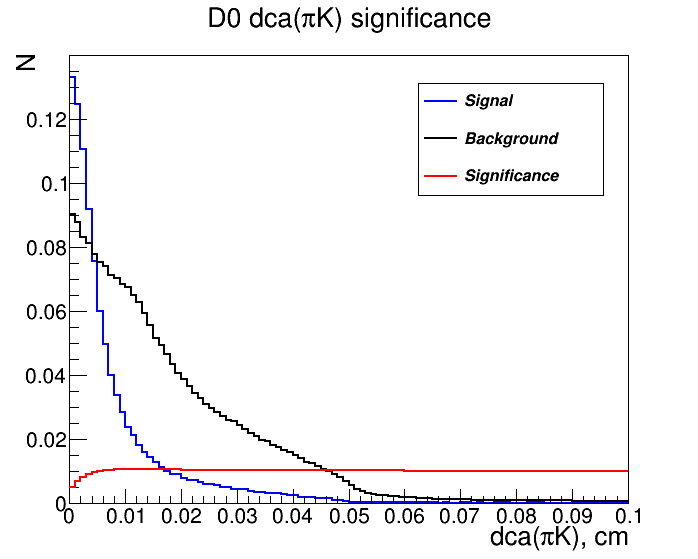 D0 dca(πK) significance
N
Signal
Background
Significance
0.12
0.1
0.08
0.06
0.04
0.02
0
0 0.01 0.02 0.03 0.04 0.05 0.06 0.07 0.08 0.09 0.1
dca(πK), cm